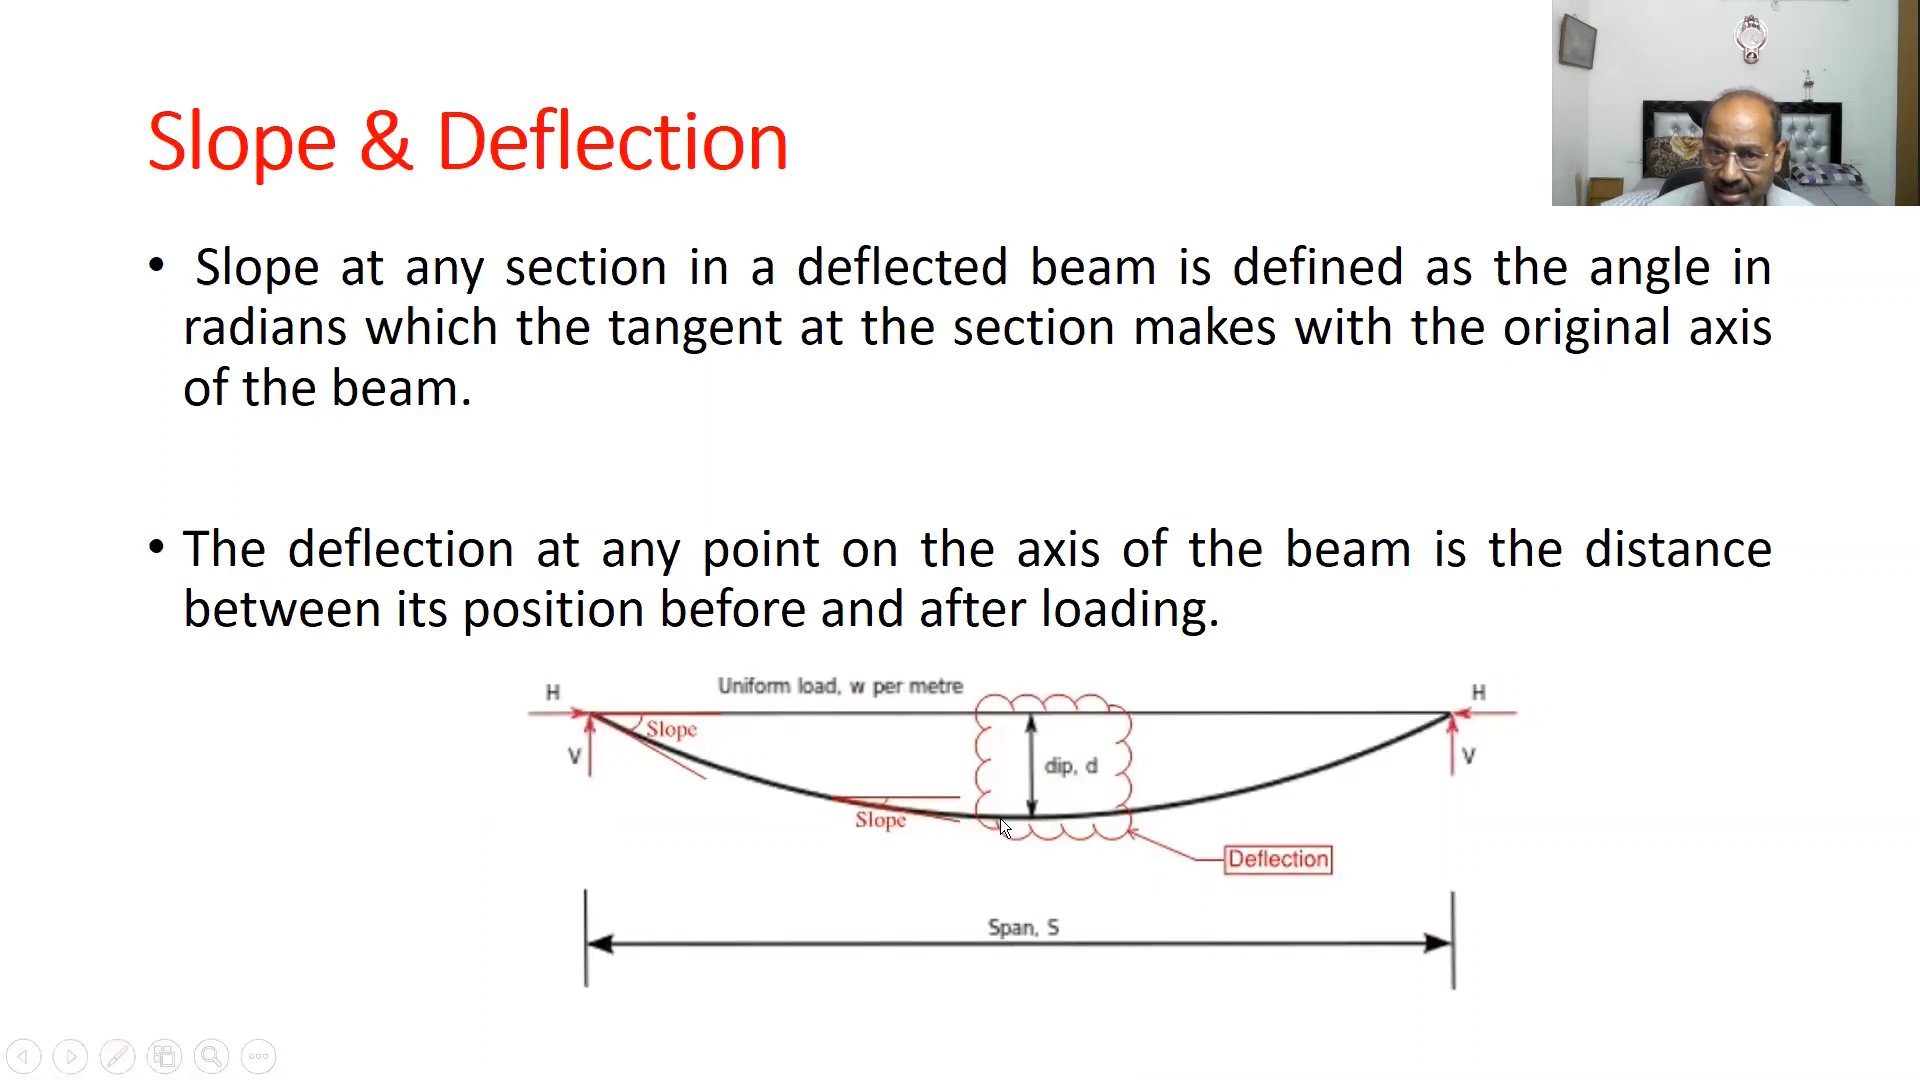 Slope & Deflection
• Slope at any section in a deflected beam is defined as the angle in
radians which the tangent at the section makes with the original axis
of the beam.
• The deflection at any point on the axis of the beam is the distance
between its position before and after loading.
H
Uniform load, w per metre
H
Slope
V
dip, d
V
Slope
Deflection
Span, S